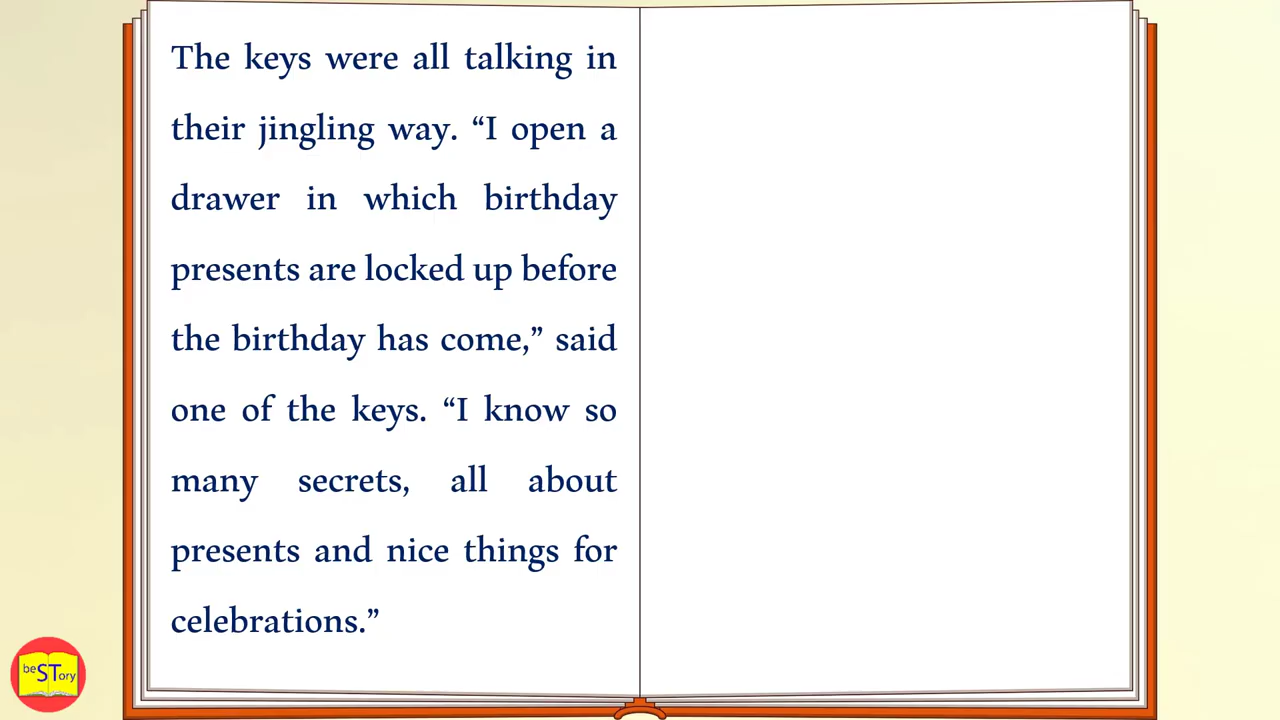 The keys were all talking in
their jingling way. “I open a
drawer in which birthday
presents are locked up before
the birthday has come,” said
one of the keys. “I know so
many secrets, all about
presents and nice things for
celebrations.”
beSTory